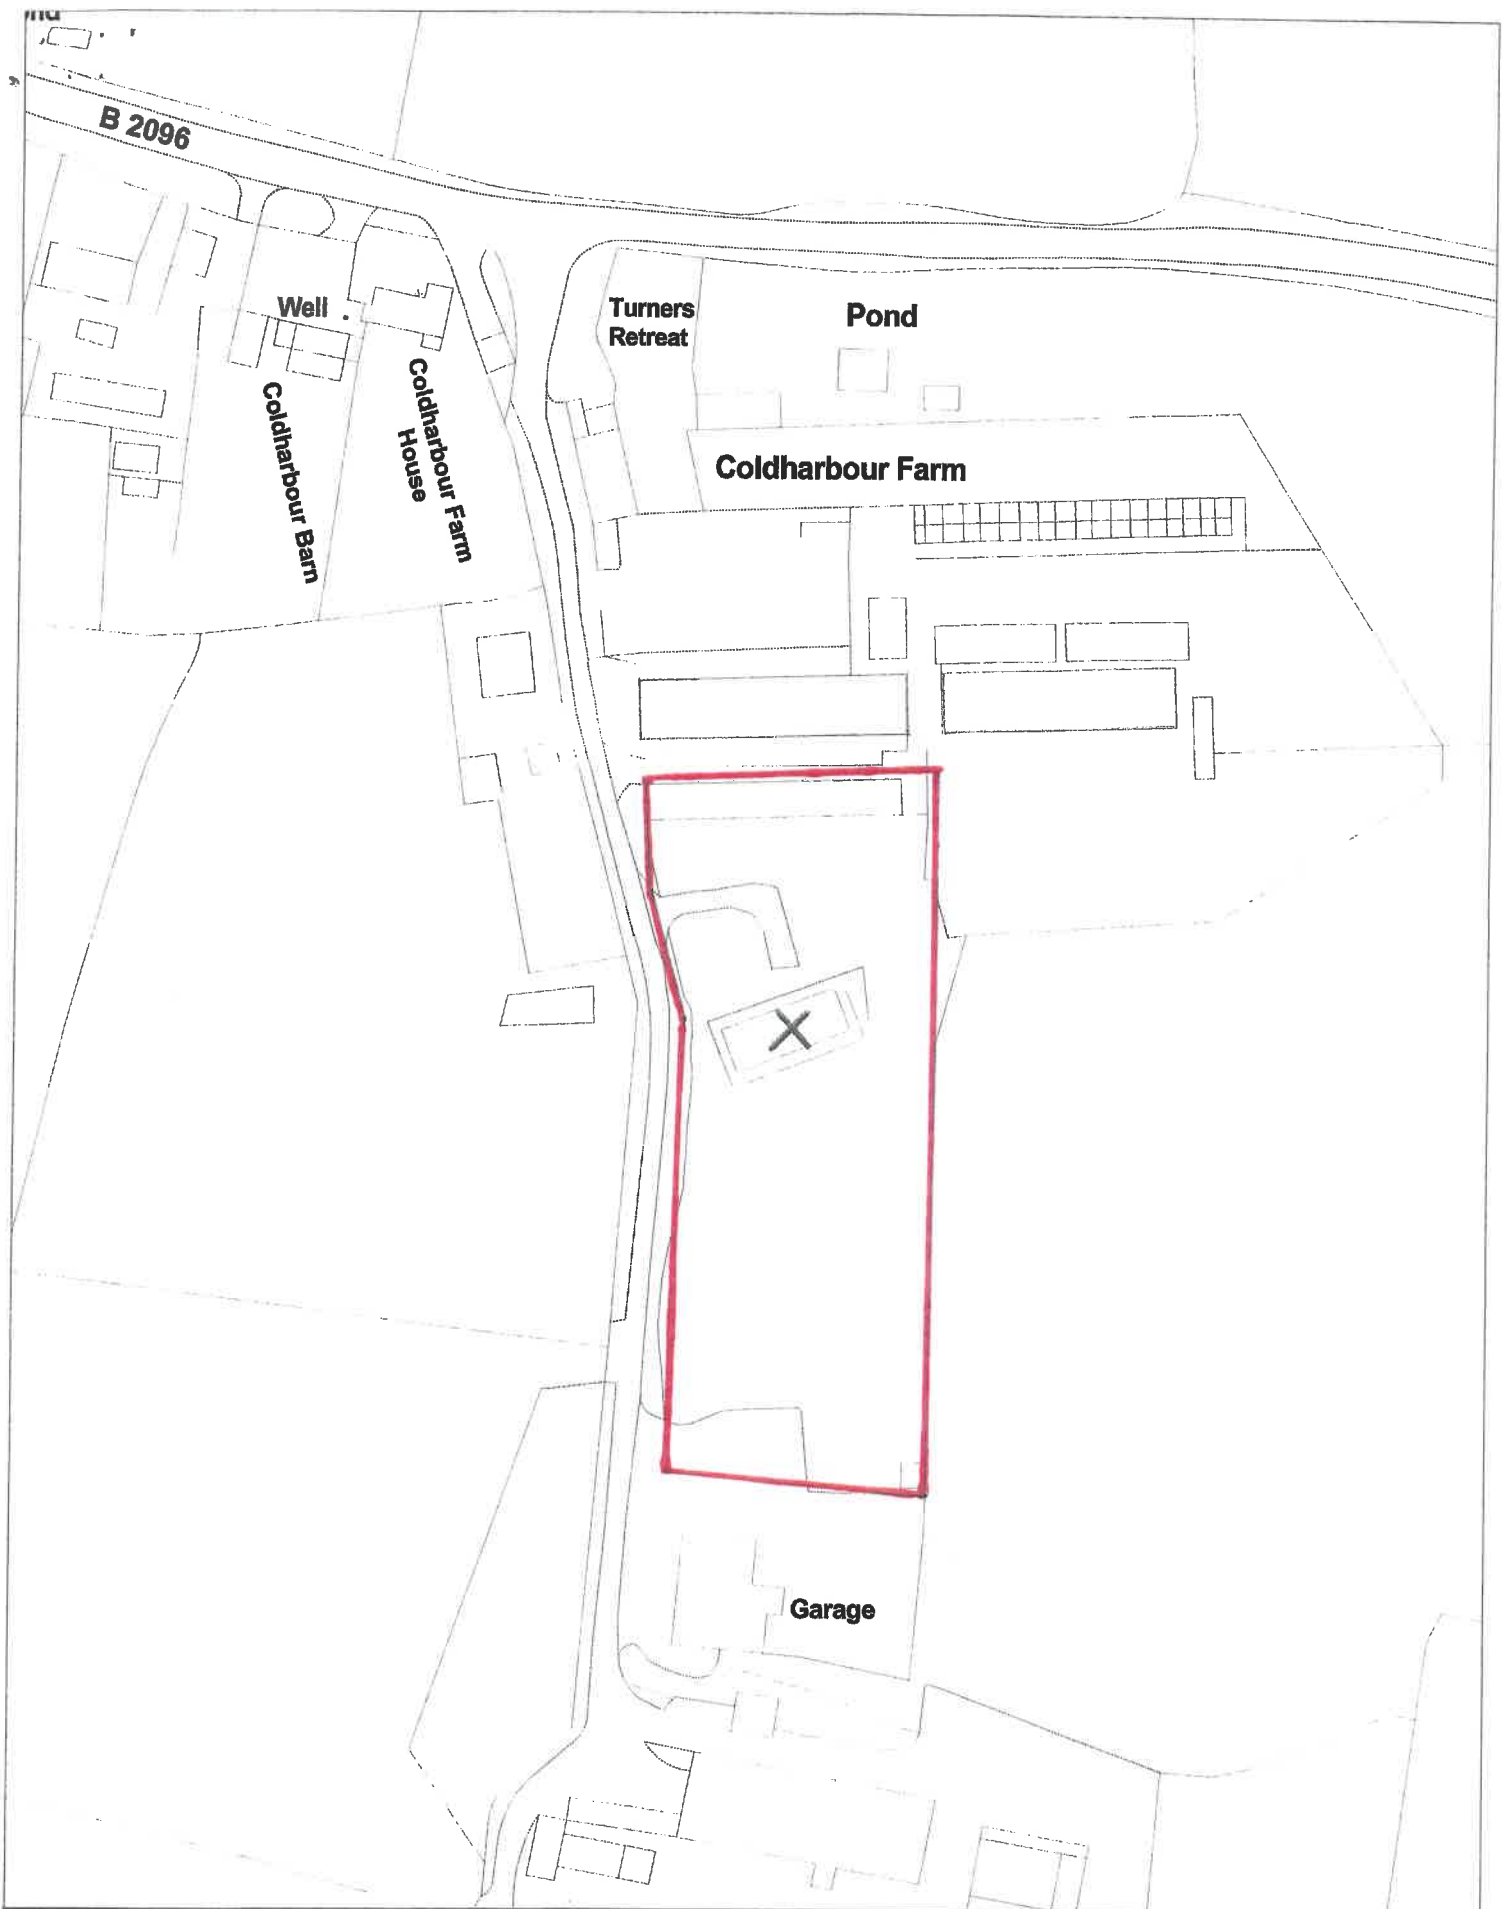 B 2096
Well
Turners
Retreat
Pond
Coldharbour Barn
Coldharbour Farm
House
Coldharbour Farm
X
Garage